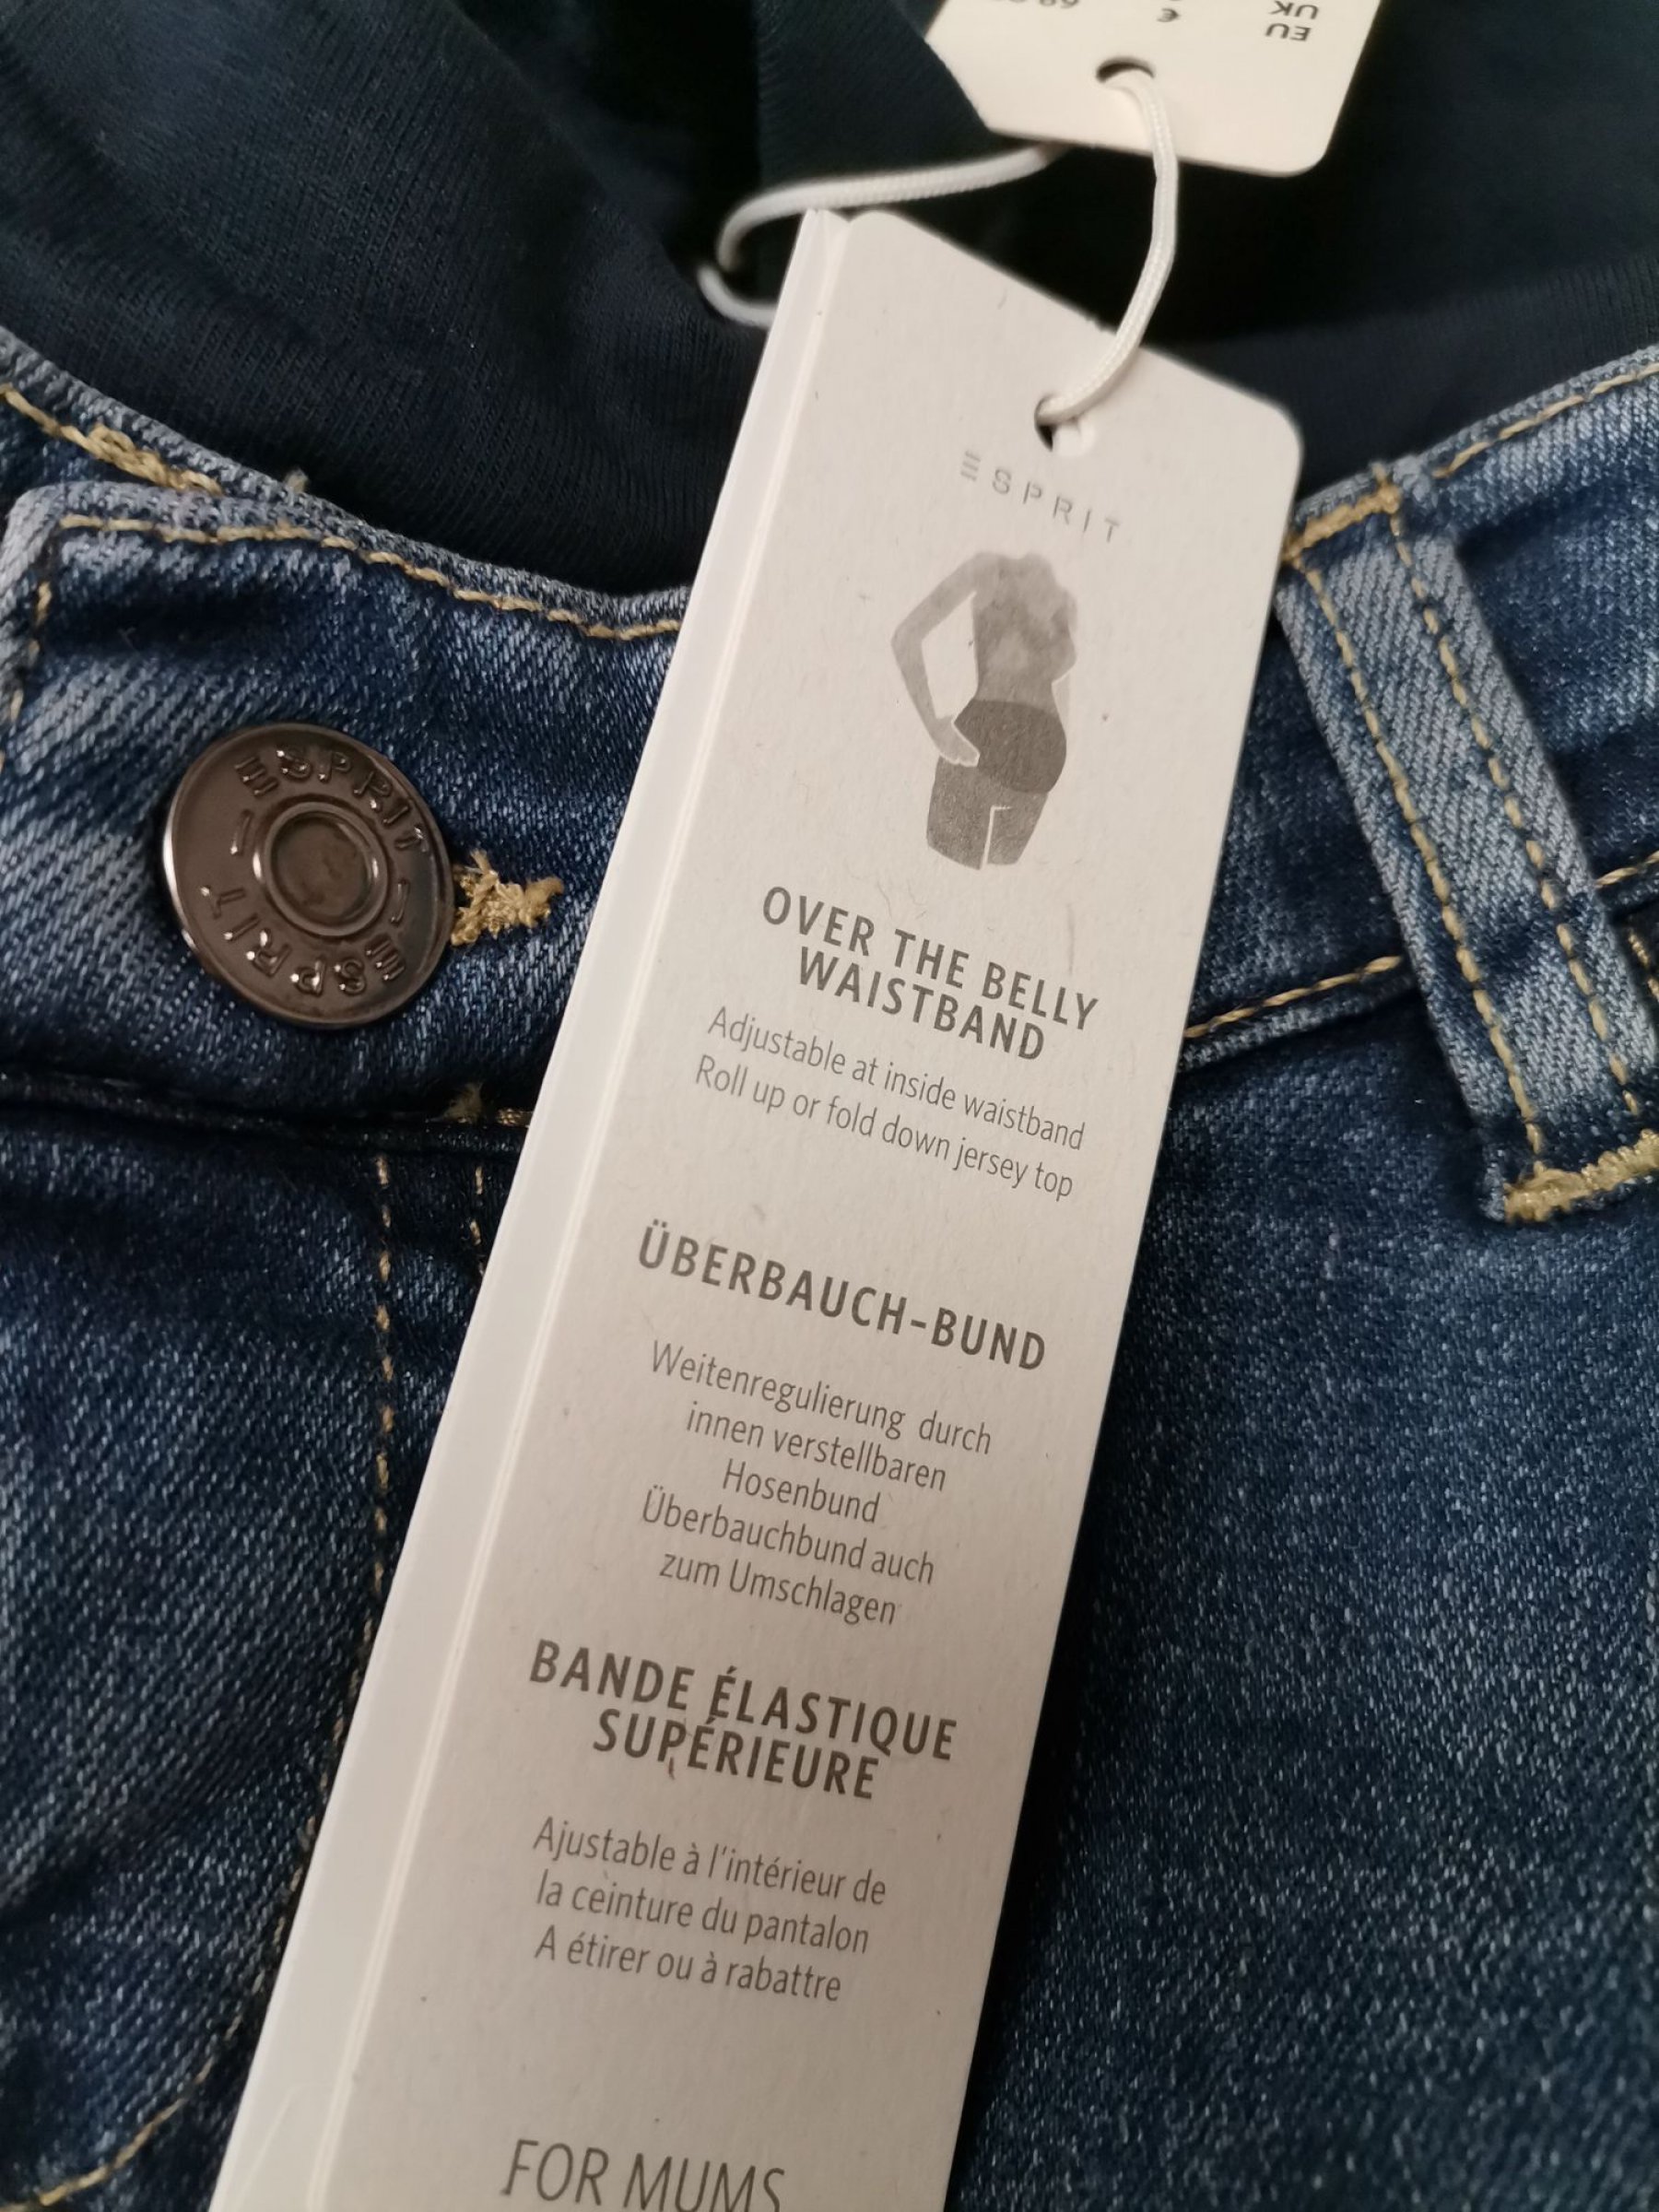 EU
UK
€
ESPRIT
OVER THE BELLY
WAISTBAND
Adjustable at inside waistband
Roll up or fold down jersey top
ÜBERBAUCH-BUND
Weitenregulierung durch
innen verstellbaren
Hosenbund
Überbauchbund auch
zum Umschlagen
BANDE ÉLASTIQUE
SUPÉRIEURE
Ajustable à l'intérieur de
la ceinture du pantalon
A étirer ou à rabattre
FOR MUMS
ESPRIT
ESPRIT